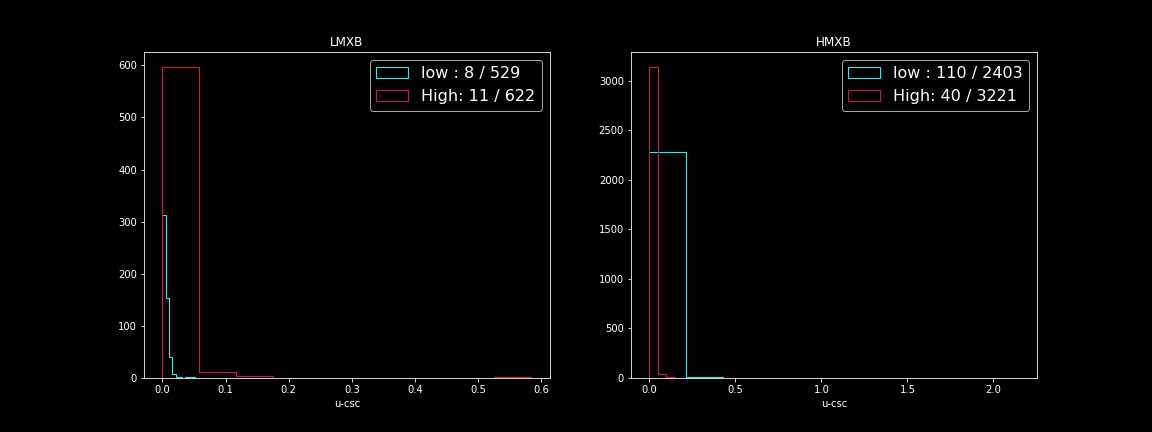 LMXB
low : 8 / 529
High: 11 / 622
600
500
400
300
200
100
0
0.0 0.1 0.2 0.3 0.4 0.5 0.6
u-csc
HMXB
low : 110 / 2403
High: 40 / 3221
3000
2500
2000
1500
1000
500
0
0.0 0.5 1.0 1.5 2.0
u-csc